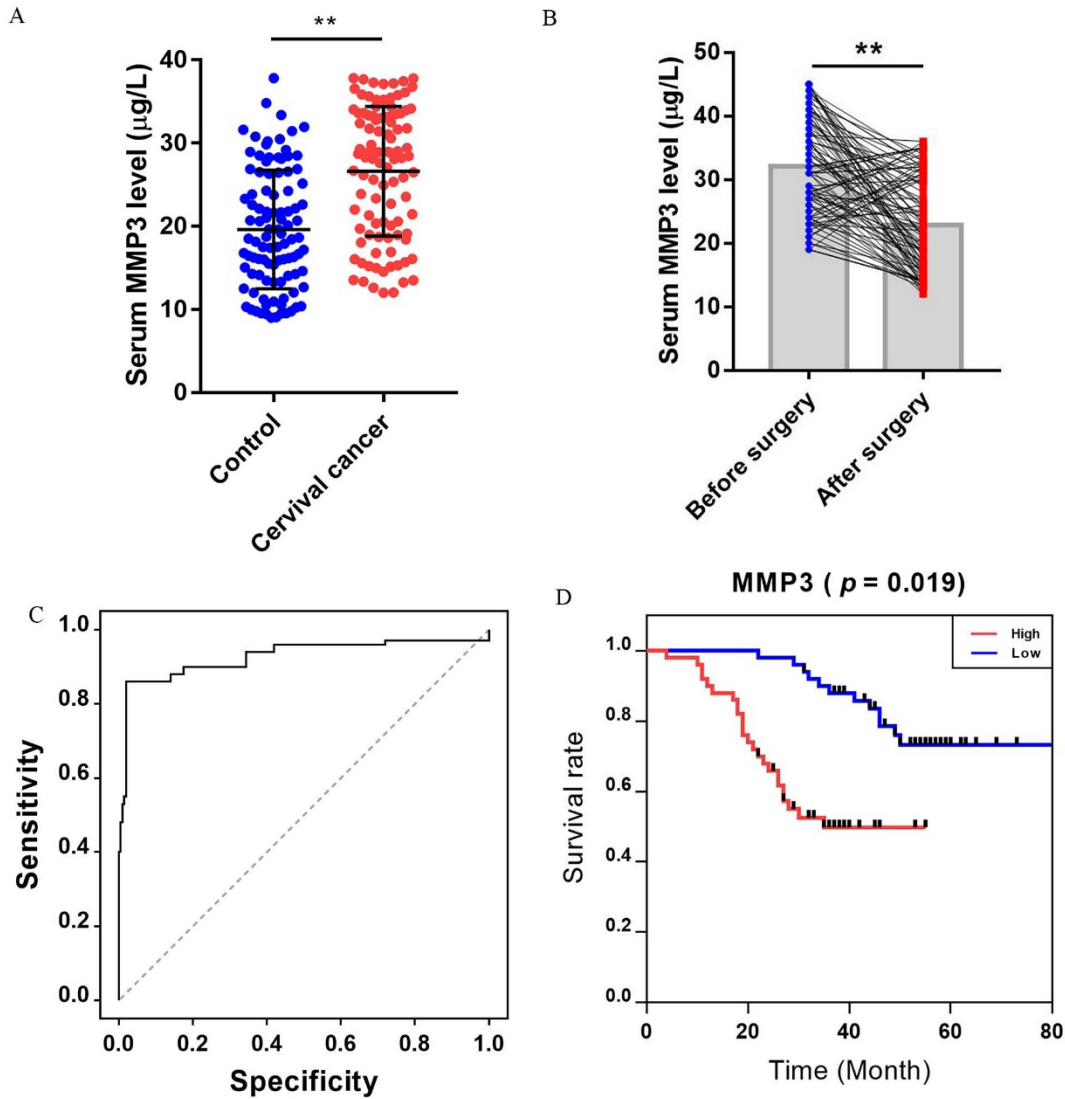 A
**
Serum MMP3 level (μg/L)
40
30
20
10
0
Control
Cervival cancer
B
**
Serum MMP3 level (μg/L)
50
40
30
20
10
0
Before surgery
After surgery
C
Sensitivity
1.0
0.8
0.6
0.4
0.2
0.0
0.0 0.2 0.4 0.6 0.8 1.0
Specificity
D
MMP3 ( p = 0.019)
High
Low
Survival rate
1.0
0.8
0.6
0.4
0.2
0.0
0 20 40 60 80
Time (Month)